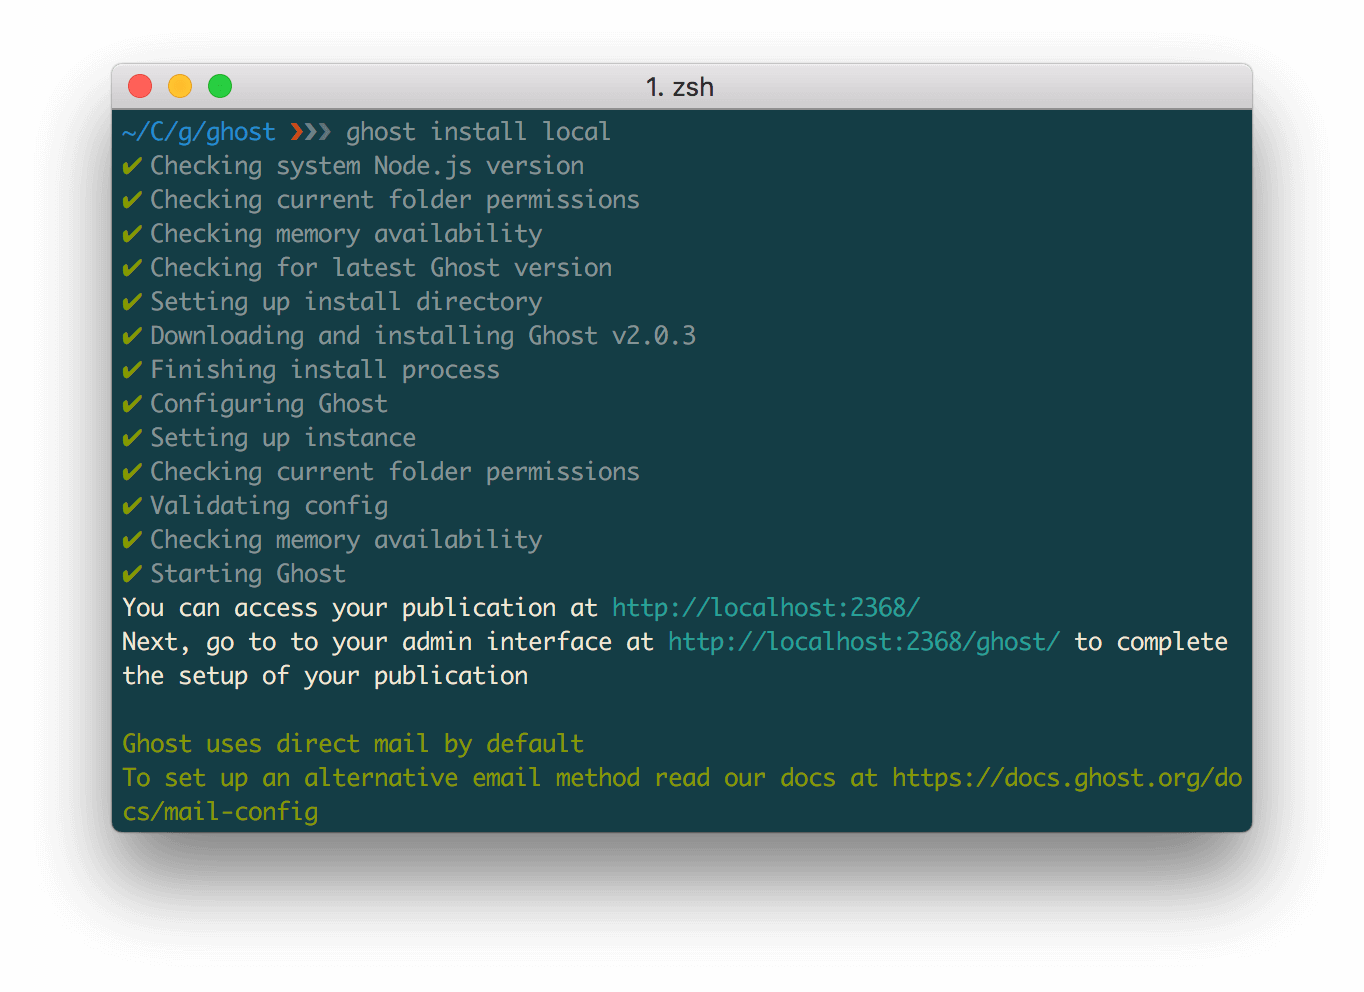 1. zsh
~/C/g/ghost ❯❯❯ ghost install local
✔ Checking system Node.js version
✔ Checking current folder permissions
✔ Checking memory availability
✔ Checking for latest Ghost version
✔ Setting up install directory
✔ Downloading and installing Ghost v2.0.3
✔ Finishing install process
✔ Configuring Ghost
✔ Setting up instance
✔ Checking current folder permissions
✔ Validating config
✔ Checking memory availability
✔ Starting Ghost
You can access your publication at http://localhost:2368/
Next, go to to your admin interface at http://localhost:2368/ghost/ to complete
the setup of your publication
Ghost uses direct mail by default
To set up an alternative email method read our docs at https://docs.ghost.org/do
cs/mail-config